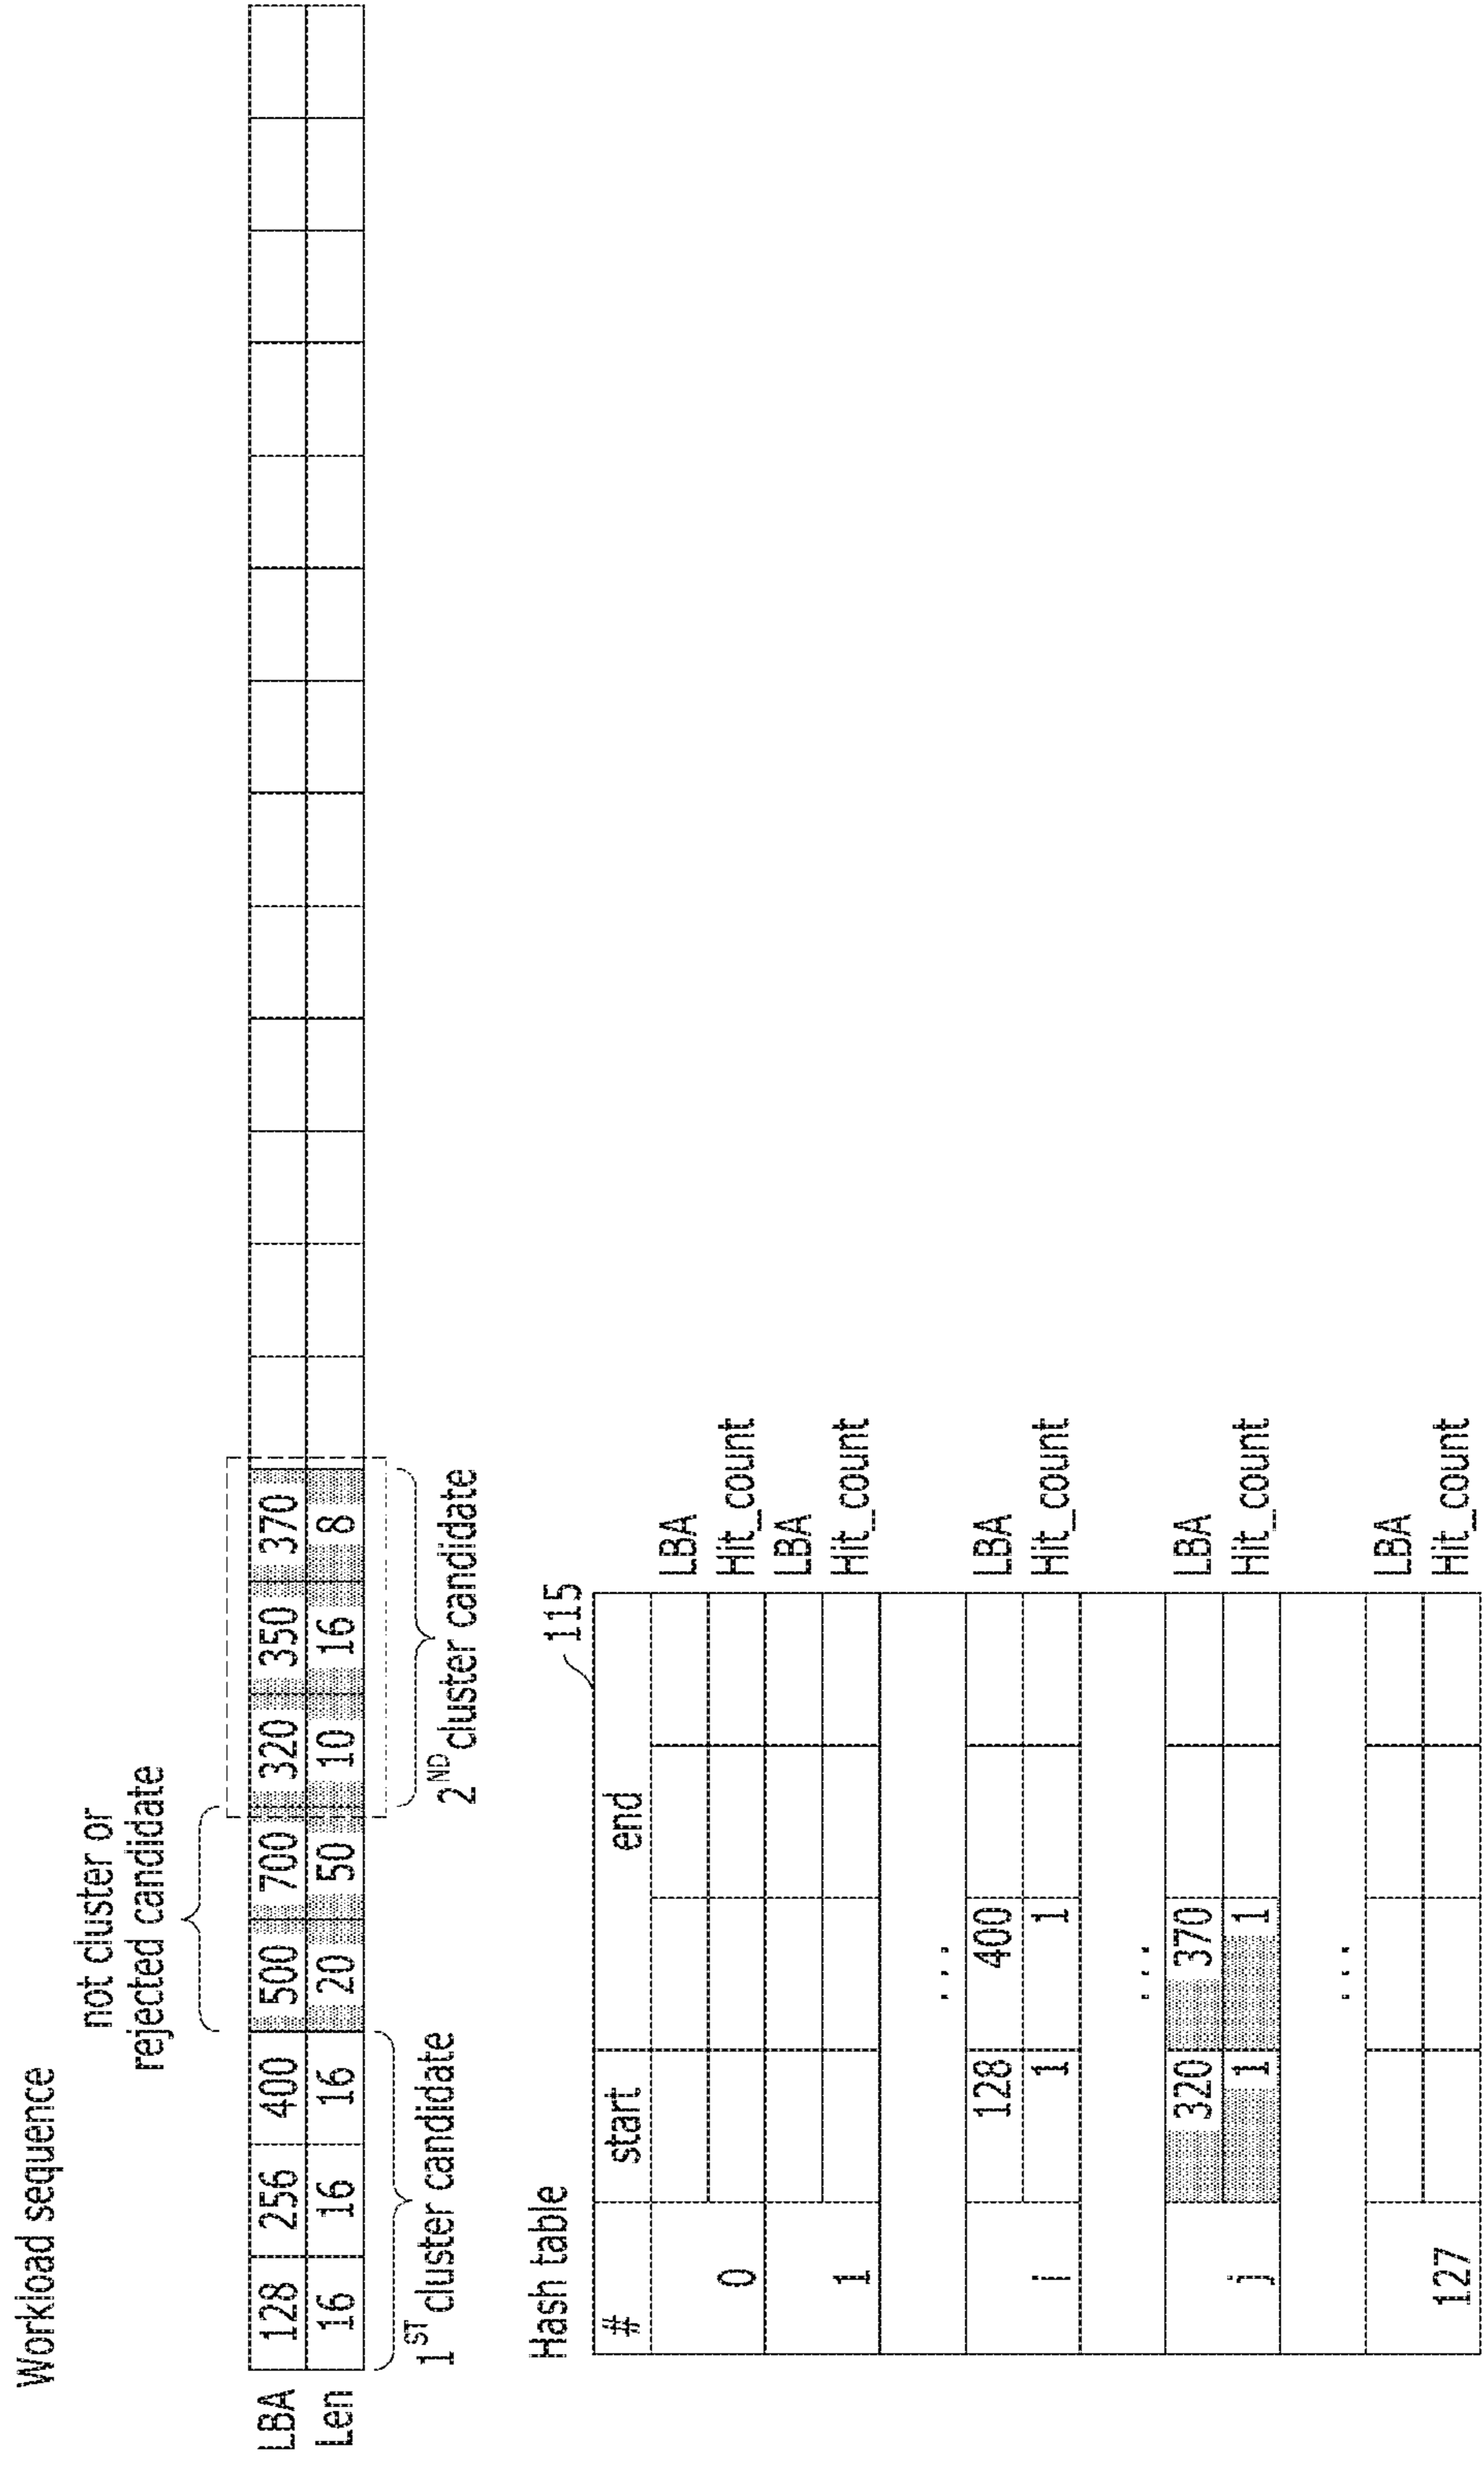 Workload sequence
not cluster or
rejected candidate
LBA 128 256 400 500 700 320 350 370
Len 16 16 16 20 50 10 16 8
1ST cluster candidate
2ND cluster candidate
Hash table
115
# start end
LBA
0 Hit_count
LBA
1 Hit_count
...
128 400 LBA
i 1 1 Hit_count
...
320 370 LBA
j 1 1 Hit_count
...
LBA
127 Hit_count